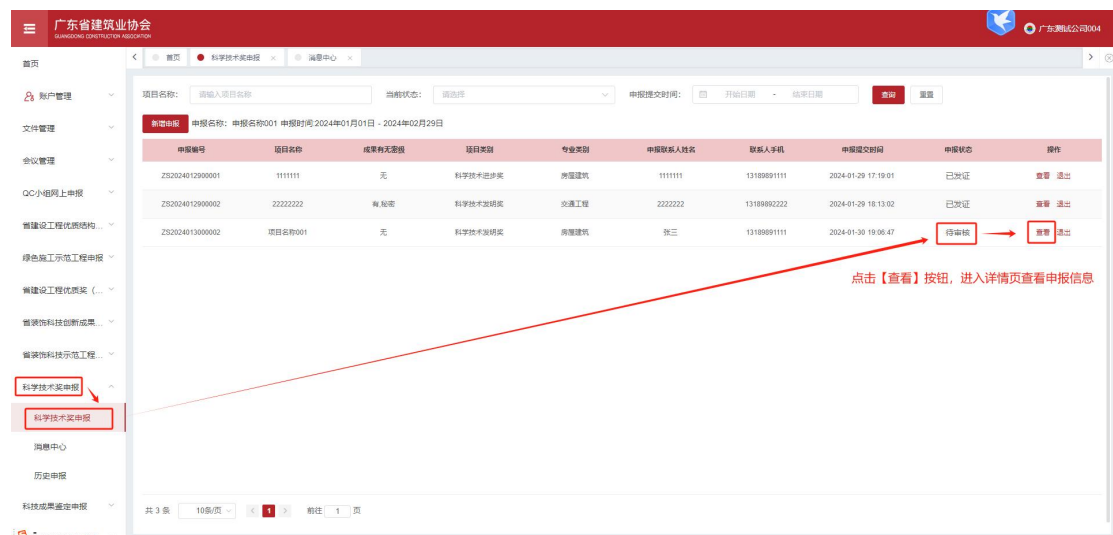 广东省建筑业协会
GUANGDONG CONSTRUCTION ASSOCIATION
广东测试公司004
首页
首页 科学技术奖申报 × 消息中心 ×
账户管理
文件管理
会议管理
QC小组网上申报
省建设工程优质结构...
绿色施工示范工程申报
省建设工程优质奖（...
省装饰科技创新成果...
省装饰科技示范工程...
科学技术奖申报
科学技术奖申报
消息中心
历史申报
科技成果鉴定申报
项目名称： 请输入项目名称 当前状态： 请选择 申报提交时间： 开始日期 - 结束日期 查询 重置
新增申报 申报名称：申报名称001 申报时间:2024年01月01日 - 2024年02月29日
申报编号 项目名称 成果有无密级 项目类别 专业类别 申报联系人姓名 联系人手机 申报提交时间 申报状态 操作
ZS2024012900001 1111111 无 科学技术进步奖 房屋建筑 1111111 13189891111 2024-01-29 17:19:01 已发证 查看 退出
ZS2024012900002 22222222 有,秘密 科学技术发明奖 交通工程 2222222 13189892222 2024-01-29 18:13:02 已发证 查看 退出
ZS2024013000002 项目名称001 无 科学技术发明奖 房屋建筑 张三 13189891111 2024-01-30 19:06:47 待审核 查看 退出
点击【查看】按钮，进入详情页查看申报信息
共 3 条 10条/页 < 1 > 前往 1 页